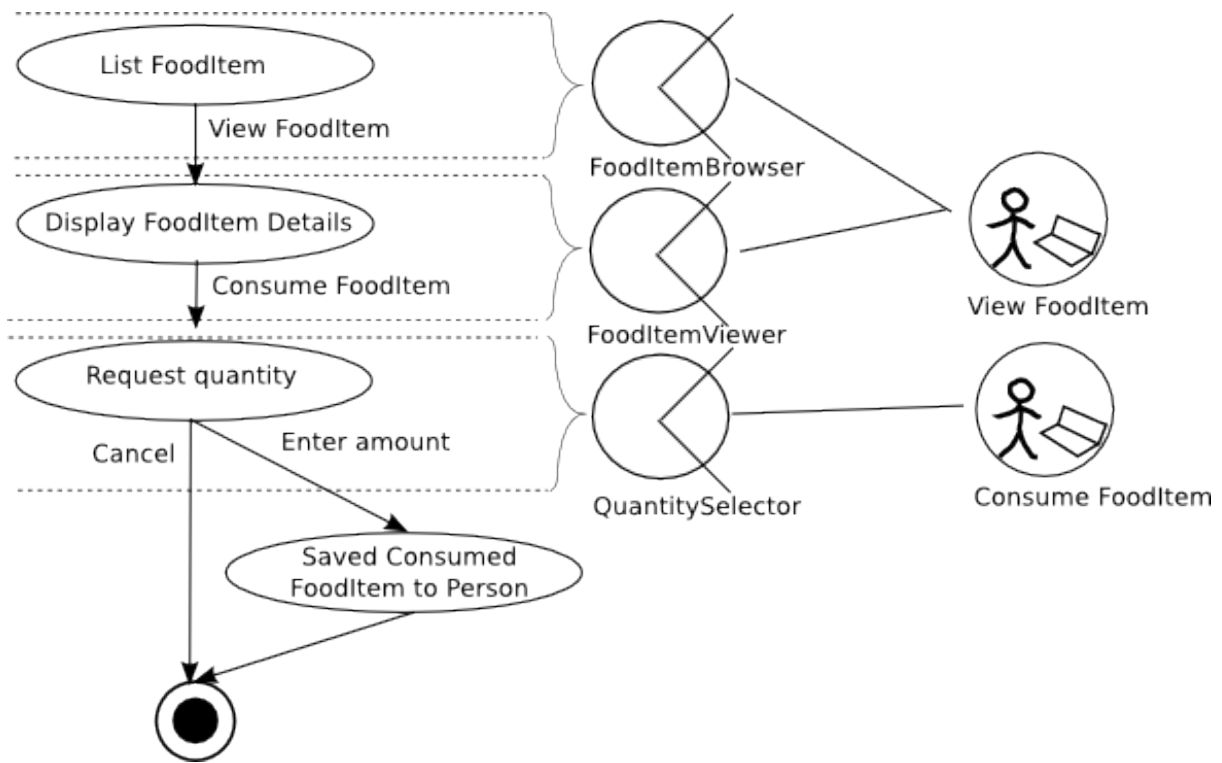 List FoodItem
View FoodItem
FoodItemBrowser
Display FoodItem Details
Consume FoodItem
View FoodItem
FoodItemViewer
Request quantity
Enter amount
Cancel
QuantitySelector
Consume FoodItem
Saved Consumed
FoodItem to Person